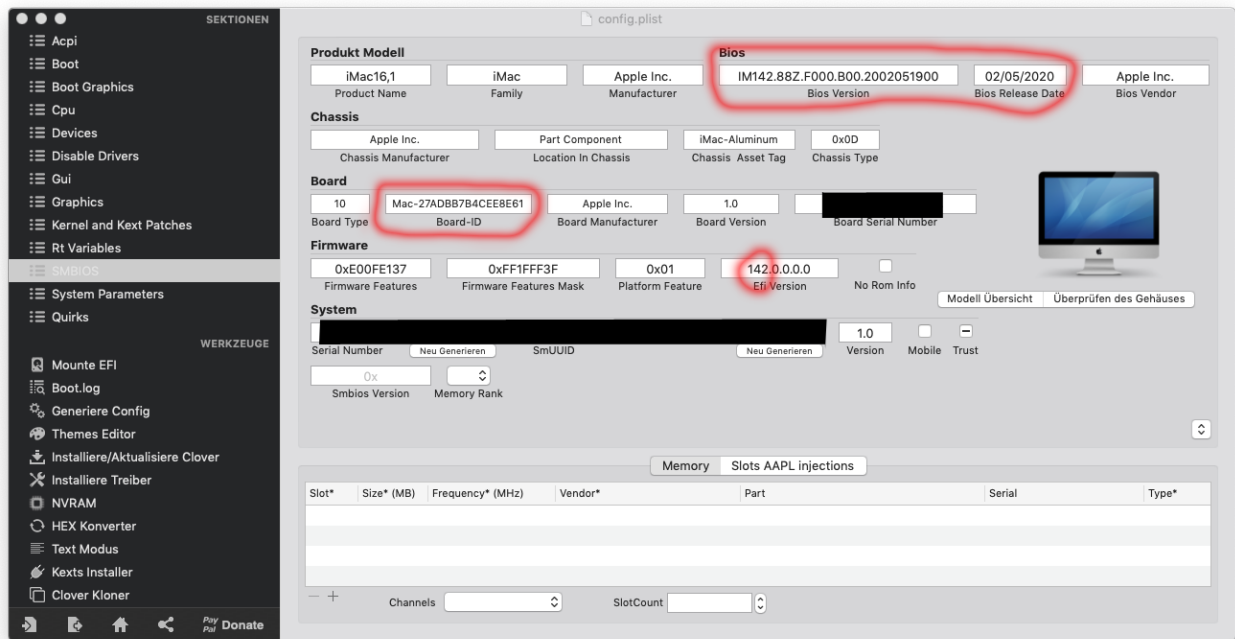 SEKTIONEN
config.plist
Acpi
Boot
Boot Graphics
Cpu
Devices
Disable Drivers
Gui
Graphics
Kernel and Kext Patches
Rt Variables
SMBIOS
System Parameters
Quirks
WERKZEUGE
Mounte EFI
Boot.log
Generiere Config
Themes Editor
Installiere/Aktualisiere Clover
Installiere Treiber
NVRAM
HEX Konverter
Text Modus
Kexts Installer
Clover Kloner
Pay Pal Donate
Produkt Modell Bios
iMac16,1 iMac Apple Inc. IM142.88Z.F000.B00.2002051900 02/05/2020 Apple Inc.
Product Name Family Manufacturer Bios Version Bios Release Date Bios Vendor
Chassis
Apple Inc. Part Component iMac-Aluminum 0x0D
Chassis Manufacturer Location In Chassis Chassis Asset Tag Chassis Type
Board
10 Mac-27ADBB7B4CEE8E61 Apple Inc. 1.0
Board Type Board-ID Board Manufacturer Board Version Board Serial Number
Firmware
0xE00FE137 0xFF1FFF3F 0x01 142.0.0.0.0
Firmware Features Firmware Features Mask Platform Feature Efi Version No Rom Info
Modell Übersicht Überprüfen des Gehäuses
System
1.0
Serial Number Neu Generieren SmUUID Neu Generieren Version Mobile Trust
0x
Smbios Version Memory Rank
Memory Slots AAPL injections
Slot* Size* (MB) Frequency* (MHz) Vendor* Part Serial Type*
Channels SlotCount